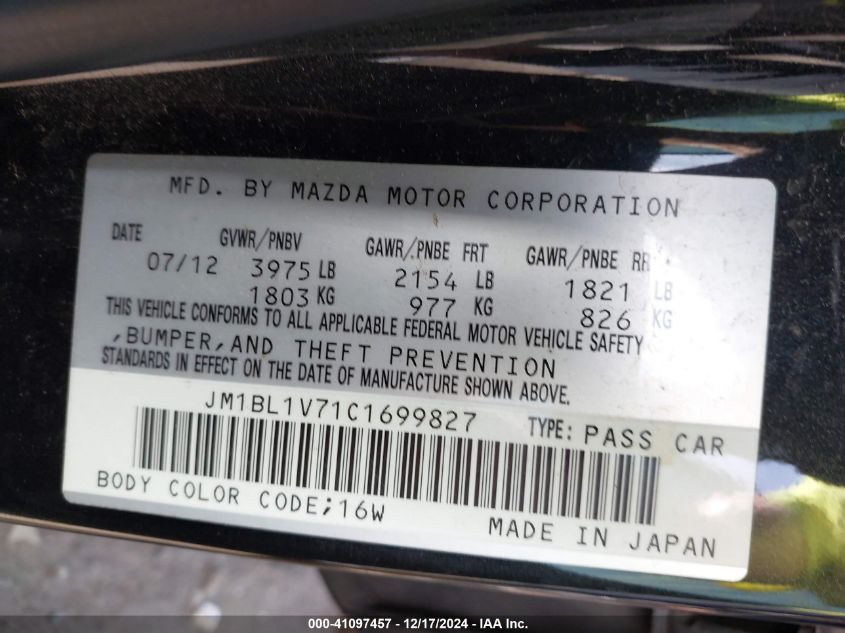 MFD. BY MAZDA MOTOR CORPORATION
DATE GVWR/PNBV GAWR/PNBE FRT GAWR/PNBE RR
07/12 3975 LB 2154 LB 1821 LB
1803 KG 977 KG 826 KG
THIS VEHICLE CONFORMS TO ALL APPLICABLE FEDERAL MOTOR VEHICLE SAFETY
,BUMPER,AND THEFT PREVENTION
STANDARDS IN EFFECT ON THE DATE OF MANUFACTURE SHOWN ABOVE.
JM1BL1V71C1699827 TYPE: PASS CAR
BODY COLOR CODE;16W
MADE IN JAPAN
000-41097457 - 12/17/2024 - IAA Inc.